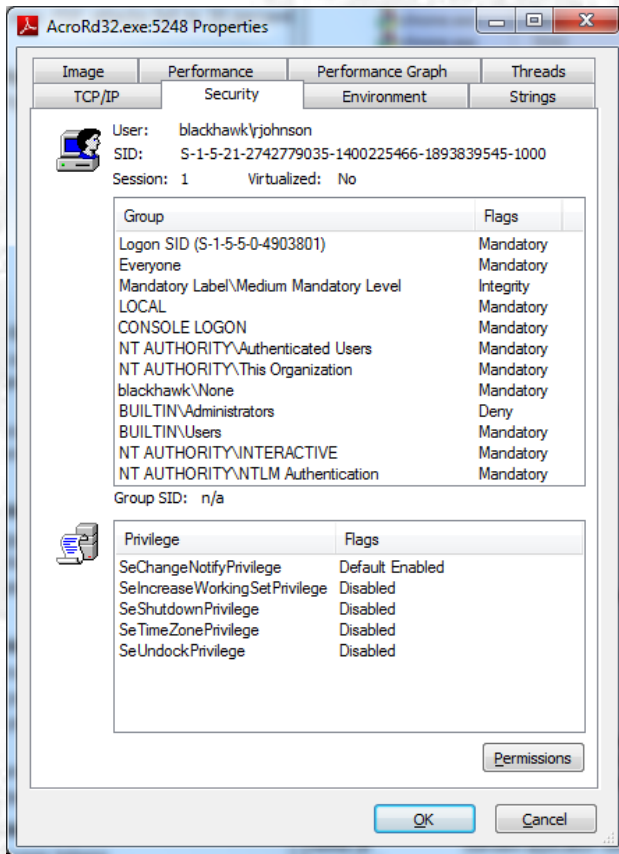 AcroRd32.exe:5248 Properties
Image Performance Performance Graph Threads
TCP/IP Security Environment Strings
User: blackhawk\rjohnson
SID: S-1-5-21-2742779035-1400225466-1893839545-1000
Session: 1 Virtualized: No
Group Flags
Logon SID (S-1-5-5-0-4903801) Mandatory
Everyone Mandatory
Mandatory Label\Medium Mandatory Level Integrity
LOCAL Mandatory
CONSOLE LOGON Mandatory
NT AUTHORITY\Authenticated Users Mandatory
NT AUTHORITY\This Organization Mandatory
blackhawk\None Mandatory
BUILTIN\Administrators Deny
BUILTIN\Users Mandatory
NT AUTHORITY\INTERACTIVE Mandatory
NT AUTHORITY\NTLM Authentication Mandatory
Group SID: n/a
Privilege Flags
SeChangeNotifyPrivilege Default Enabled
SeIncreaseWorkingSetPrivilege Disabled
SeShutdownPrivilege Disabled
SeTimeZonePrivilege Disabled
SeUndockPrivilege Disabled
Permissions
OK Cancel